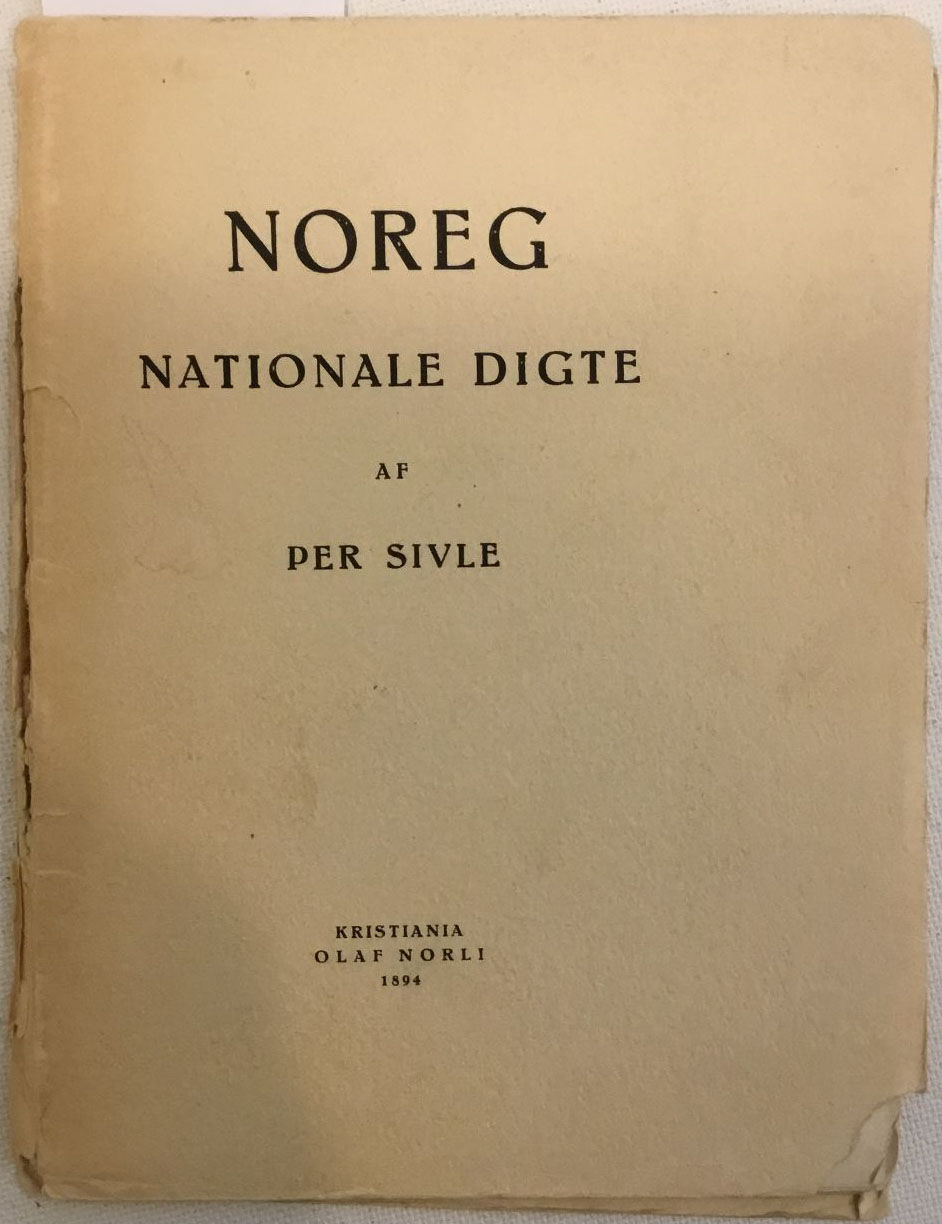 NOREG
NATIONALE DIGTE
AF
PER SIVLE
KRISTIANIA
OLAF NORLI
1894